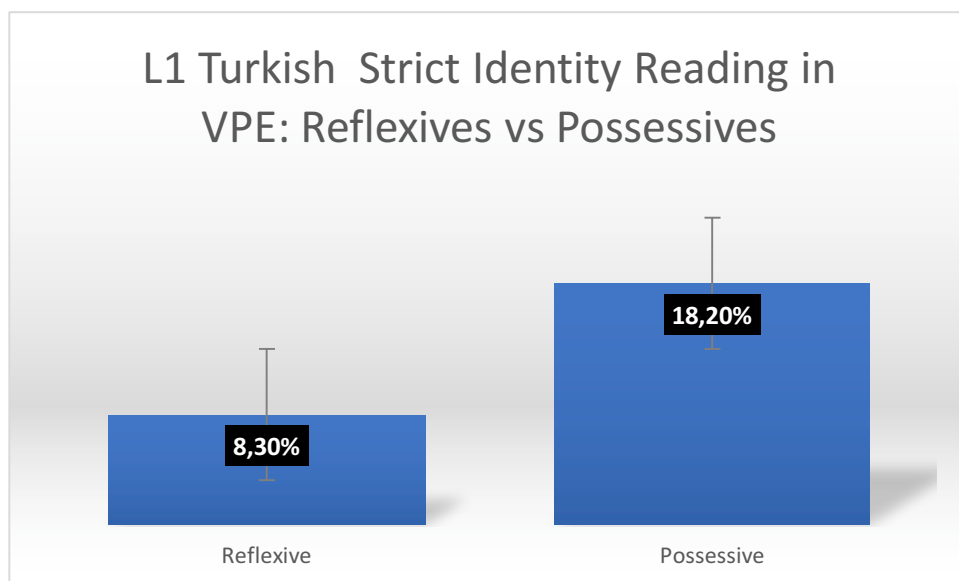 L1 Turkish  Strict Identity Reading in
VPE: Reflexives vs Possessives
18,20%
8,30%
Reflexive
Possessive